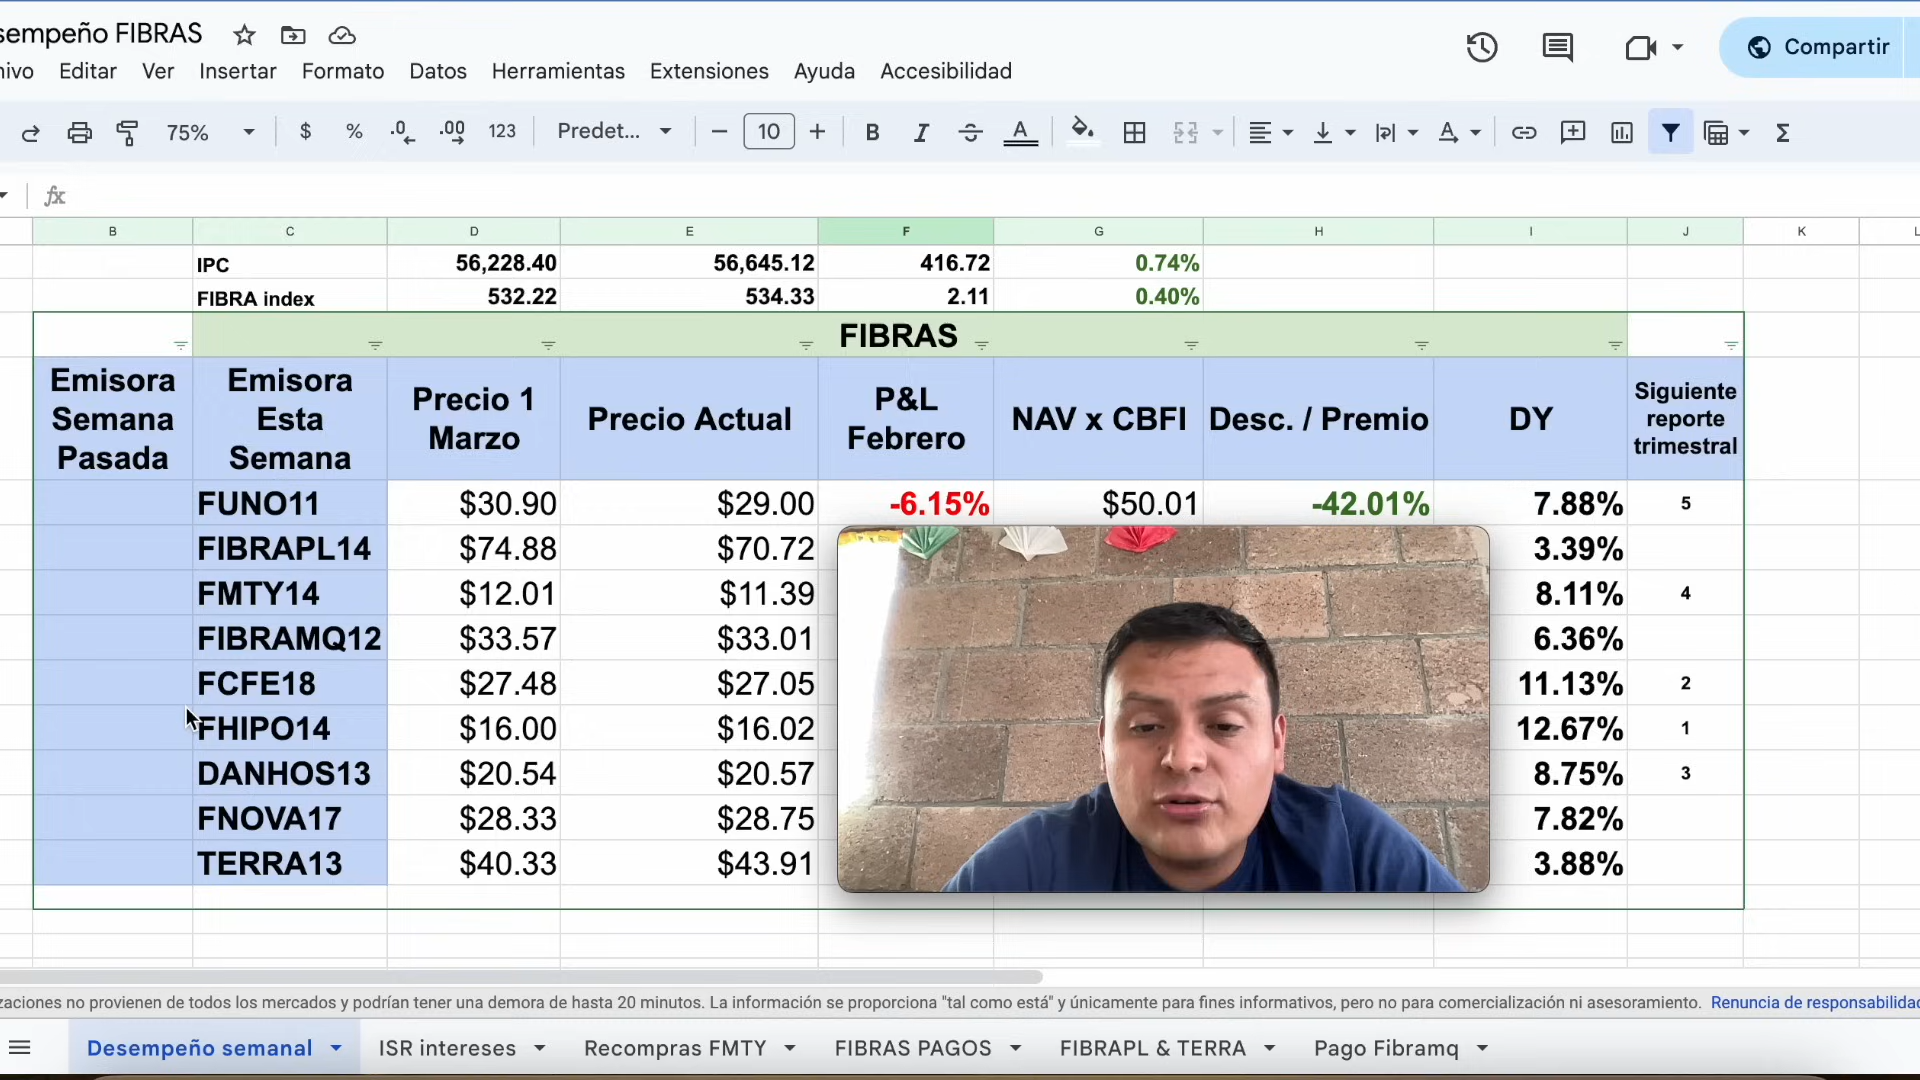 sempeño FIBRAS
Compartir
hivo Editar Ver Insertar Formato Datos Herramientas Extensiones Ayuda Accesibilidad
75% $ % .0 .00 123 Predet... 10 B I S A A Σ
fx
B C D E F G H I J K L
IPC 56,228.40 56,645.12 416.72 0.74%
FIBRA index 532.22 534.33 2.11 0.40%
FIBRAS
Emisora Semana Pasada Emisora Esta Semana Precio 1 Marzo Precio Actual P&L Febrero NAV x CBFI Desc. / Premio DY Siguiente reporte trimestral
FUNO11 $30.90 $29.00 -6.15% $50.01 -42.01% 7.88% 5
FIBRAPL14 $74.88 $70.72 3.39%
FMTY14 $12.01 $11.39 8.11% 4
FIBRAMQ12 $33.57 $33.01 6.36%
FCFE18 $27.48 $27.05 11.13% 2
FHIPO14 $16.00 $16.02 12.67% 1
DANHOS13 $20.54 $20.57 8.75% 3
FNOVA17 $28.33 $28.75 7.82%
TERRA13 $40.33 $43.91 3.88%
zaciones no provienen de todos los mercados y podrían tener una demora de hasta 20 minutos. La información se proporciona "tal como está" y únicamente para fines informativos, pero no para comercialización ni asesoramiento. Renuncia de responsabilidad
Desempeño semanal ISR intereses Recompras FMTY FIBRAS PAGOS FIBRAPL & TERRA Pago Fibramq